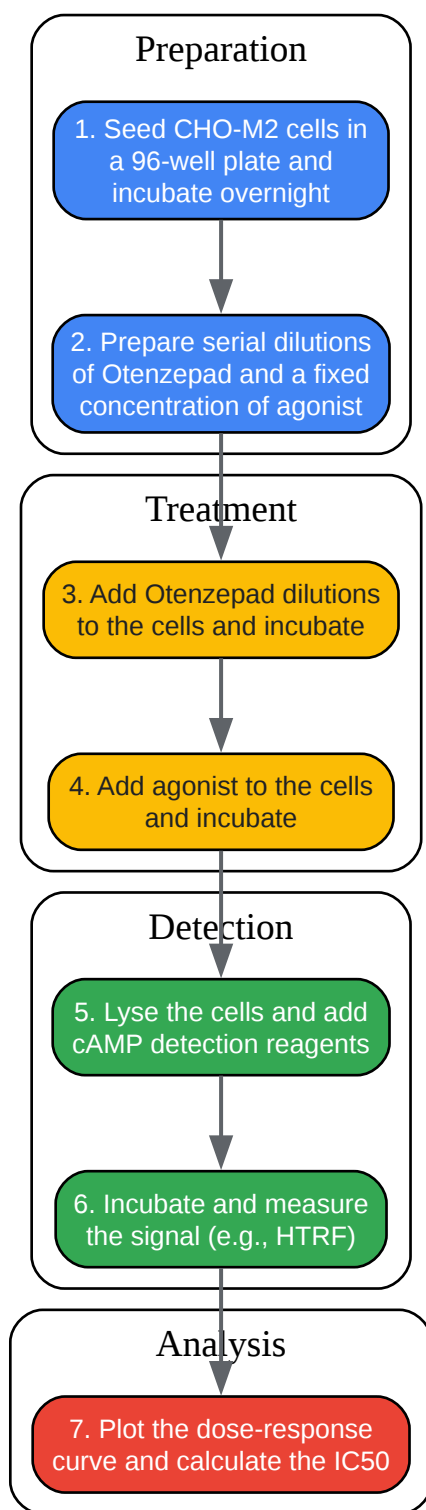 Preparation
1. Seed CHO-M2 cells in
a 96-well plate and
incubate overnight
2. Prepare serial dilutions
of Otenzepad and a fixed
concentration of agonist
Treatment
3. Add Otenzepad dilutions
to the cells and incubate
4. Add agonist to the cells
and incubate
Detection
5. Lyse the cells and add
cAMP detection reagents
6. Incubate and measure
the signal (e.g., HTRF)
Analysis
7. Plot the dose-response
curve and calculate the IC50